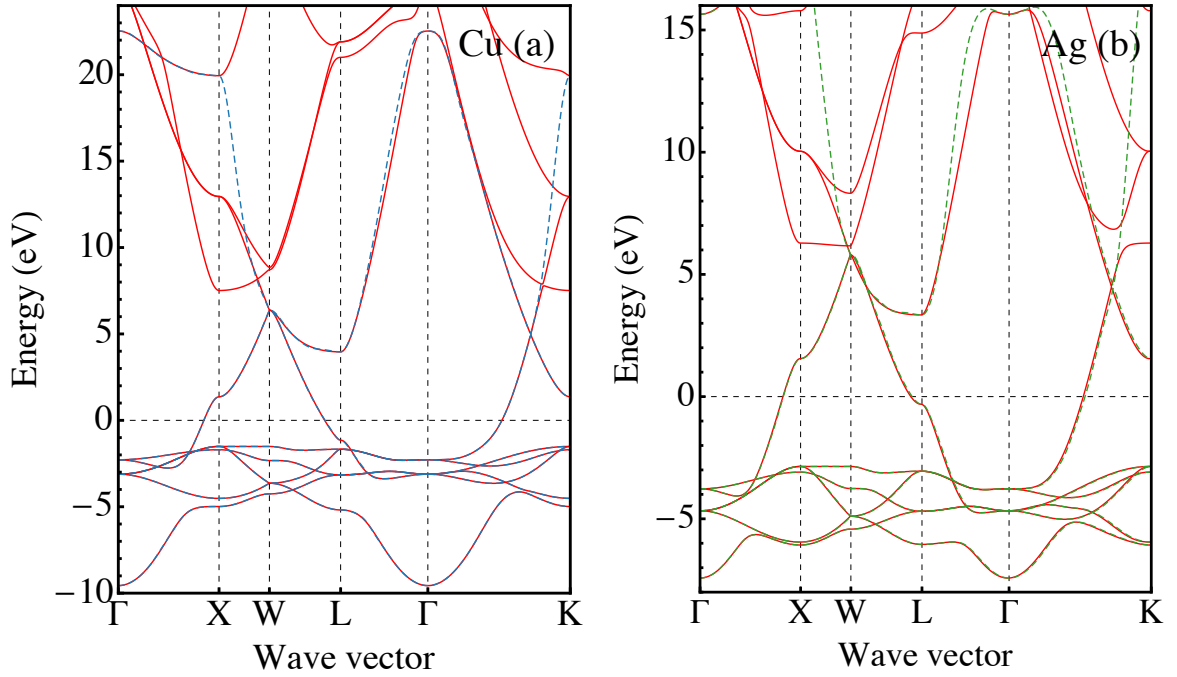 Cu (a)
Energy (eV)
20
15
10
5
0
−5
−10
Γ X W L Γ K
Wave vector
Ag (b)
Energy (eV)
15
10
5
0
−5
Γ X W L Γ K
Wave vector